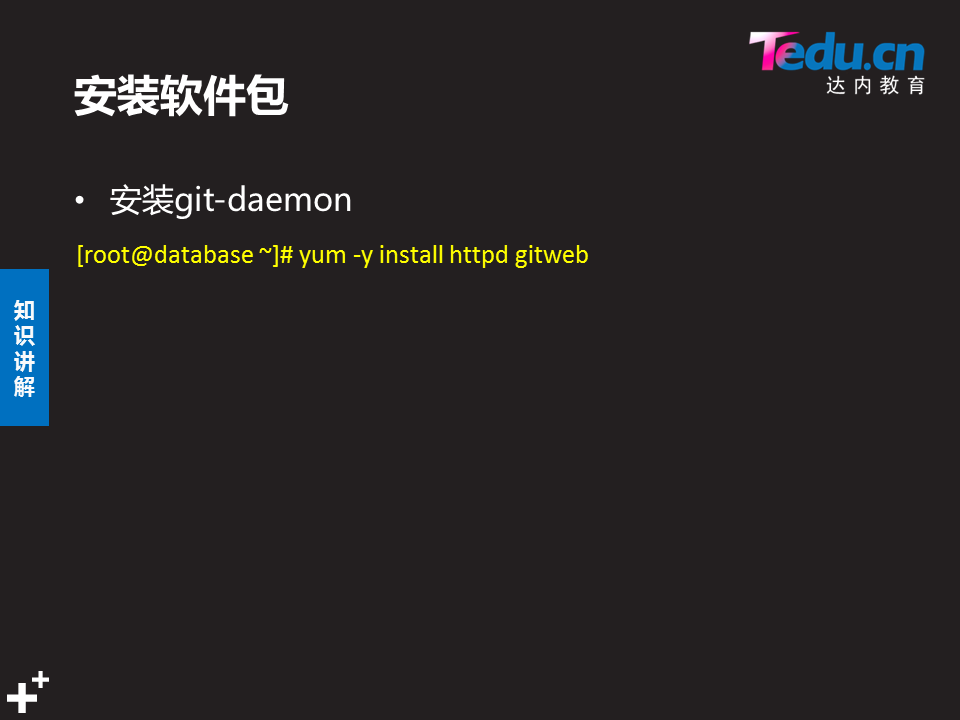 Tedu.cn
达内教育
安装软件包
• 安装git-daemon
[root@database ~]# yum -y install httpd gitweb
知
识
讲
解